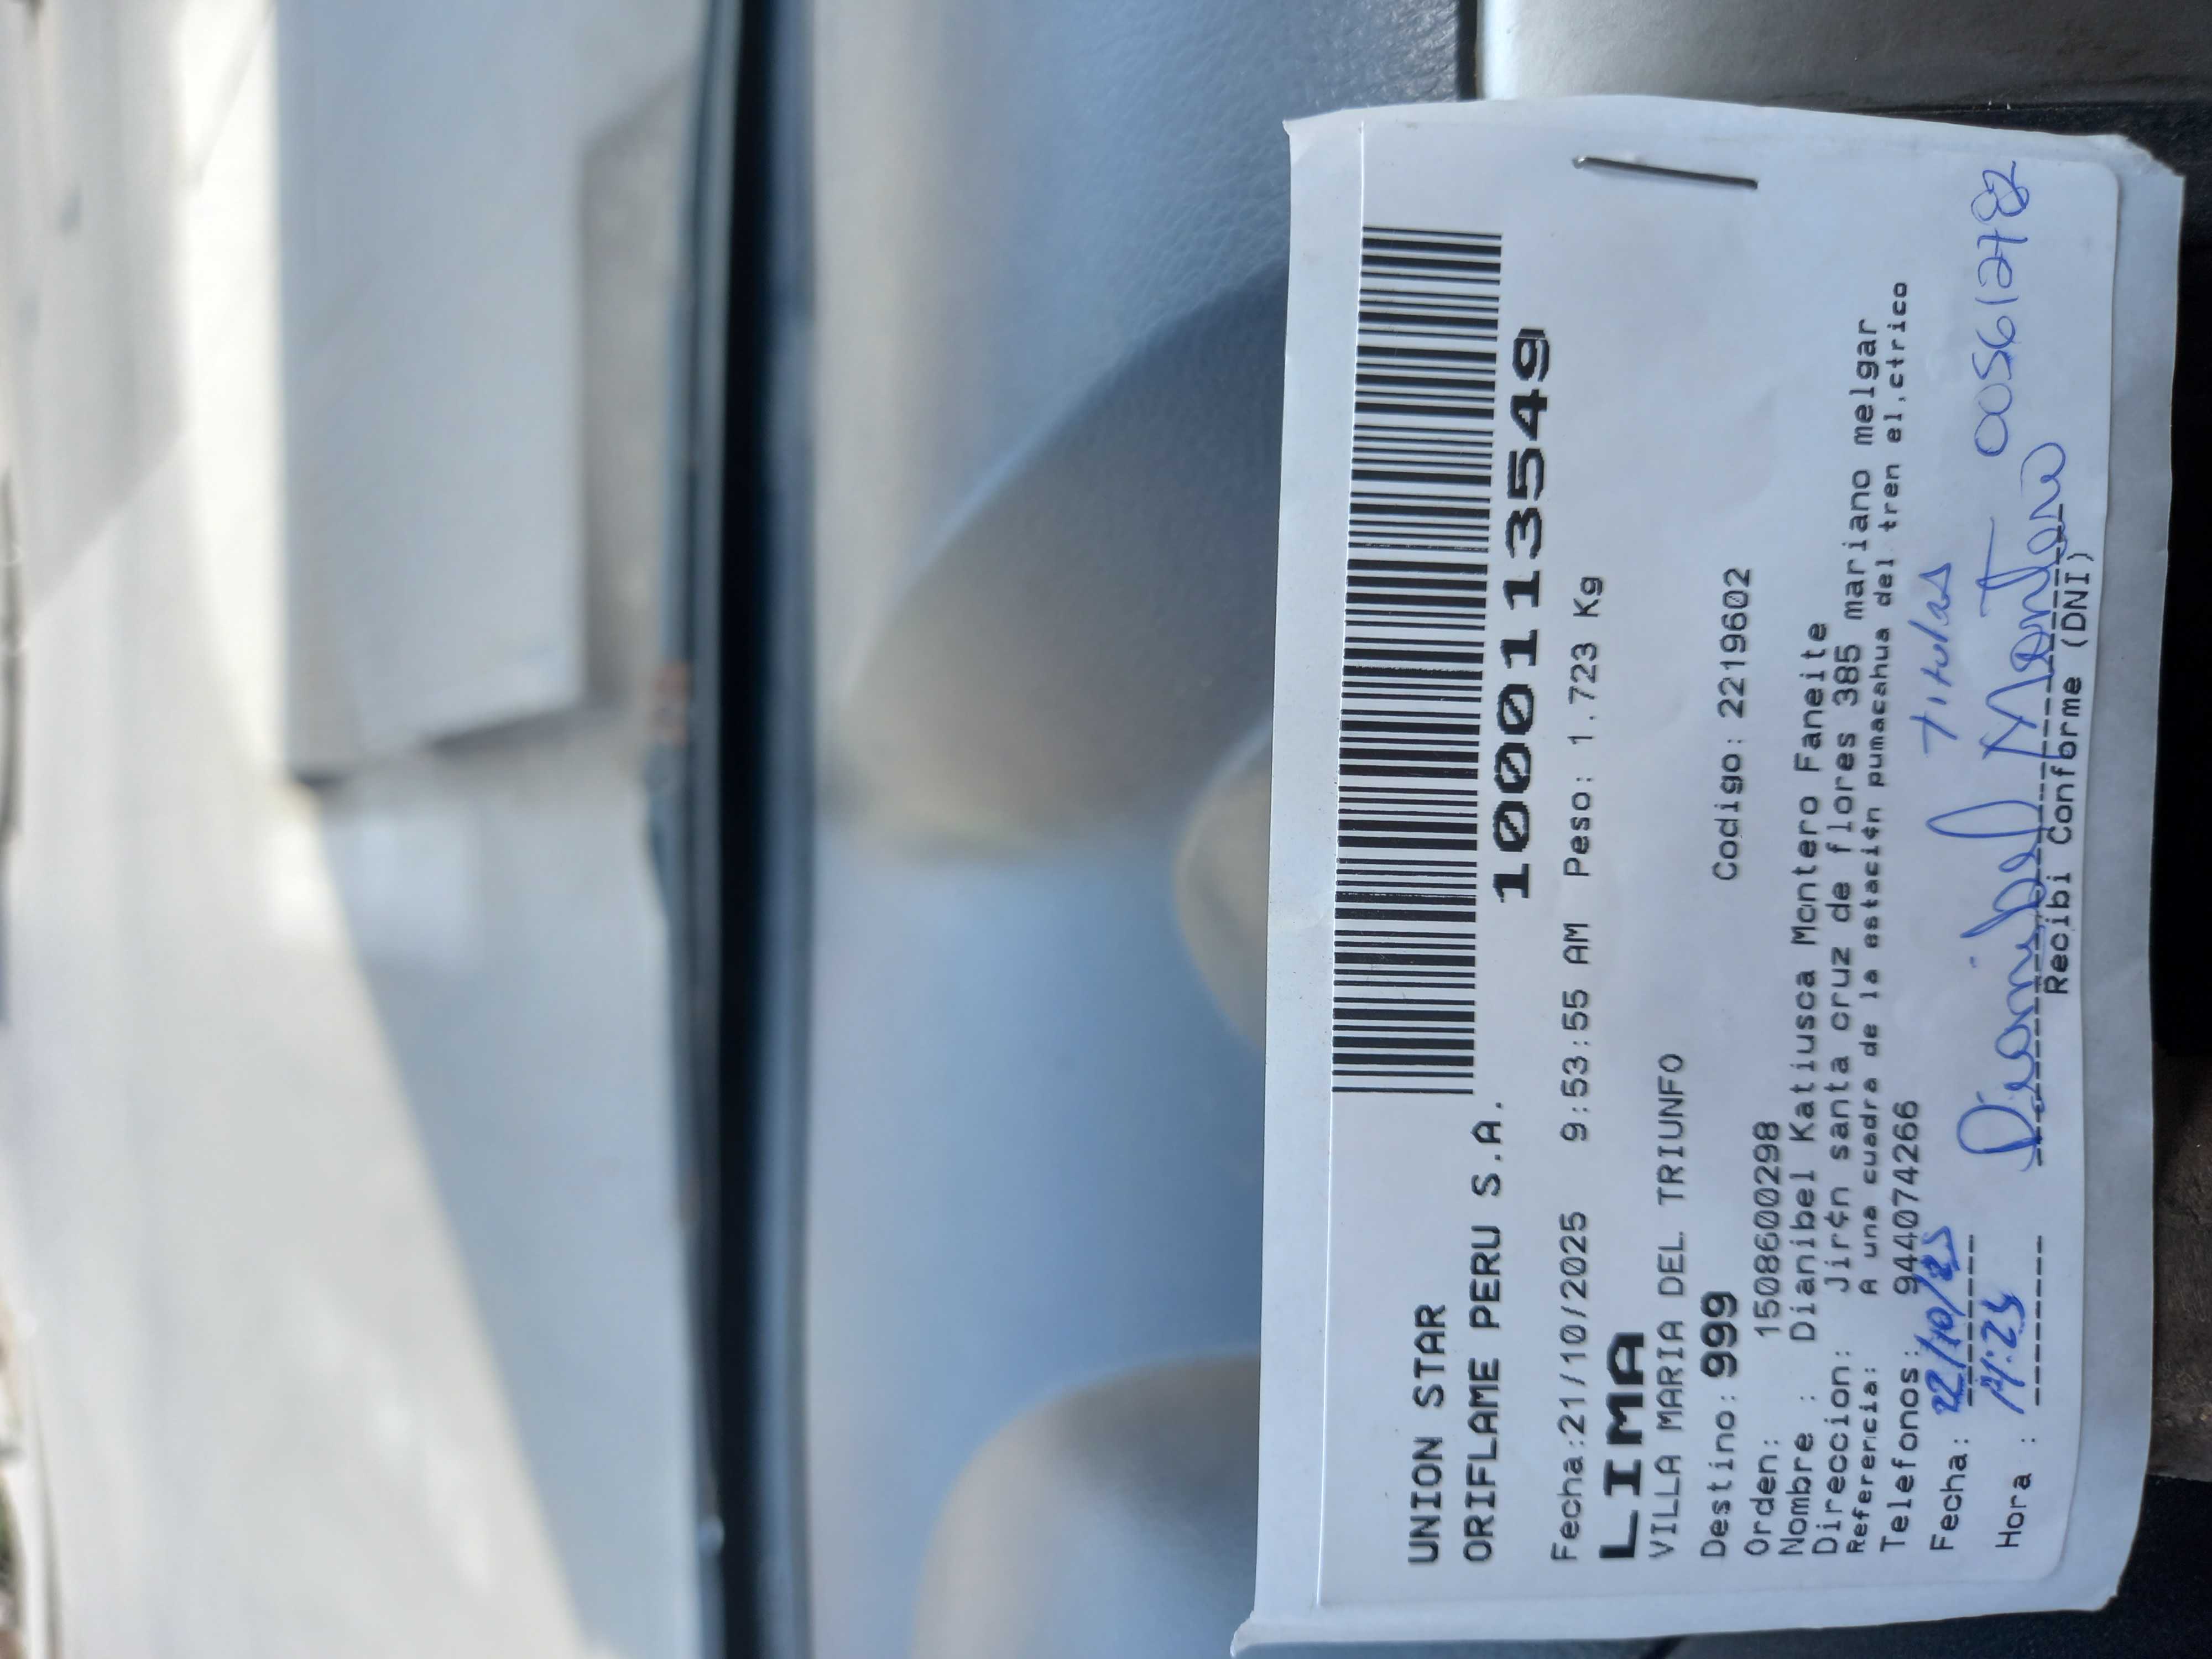 UNION STAR
ORIFLAME PERU S.A.
1000113549
Fecha:21/10/2025 9:53:55 AM Peso: 1.723 Kg
LIMA
VILLA MARIA DEL TRIUNFO
Destino: 999 Codigo: 2219602
Orden: 1508600298
Nombre : Dianibel Katiusca Montero Faneite
Direccion: Jir¢n santa cruz de flores 385 mariano melgar
Referencia: A una cuadra de la estaci¢n pumacahua del tren el‚ctrico
Telefonos: 944074266
Titular
Fecha: 22/10/25
Dianibel Montero 005612782
Hora : 11:25
Recibi Conforme (DNI)